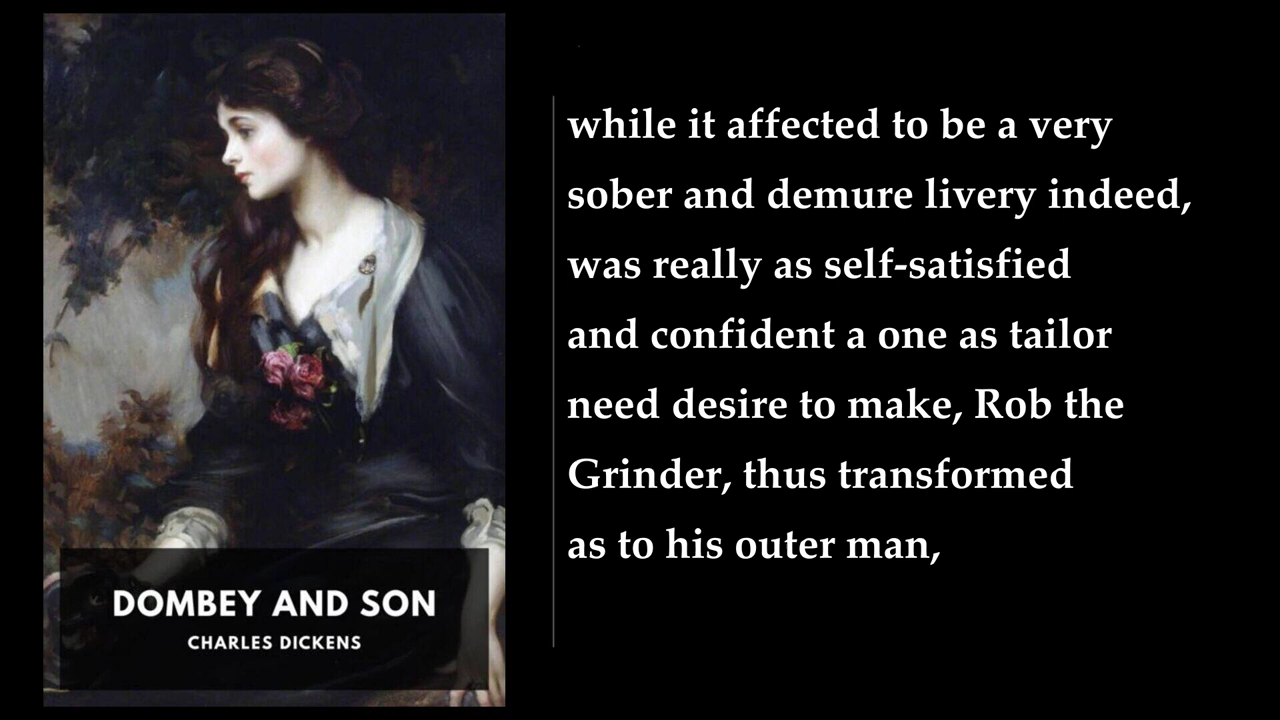 DOMBEY AND SON
CHARLES DICKENS
while it affected to be a very
sober and demure livery indeed,
was really as self-satisfied
and confident a one as tailor
need desire to make, Rob the
Grinder, thus transformed
as to his outer man,